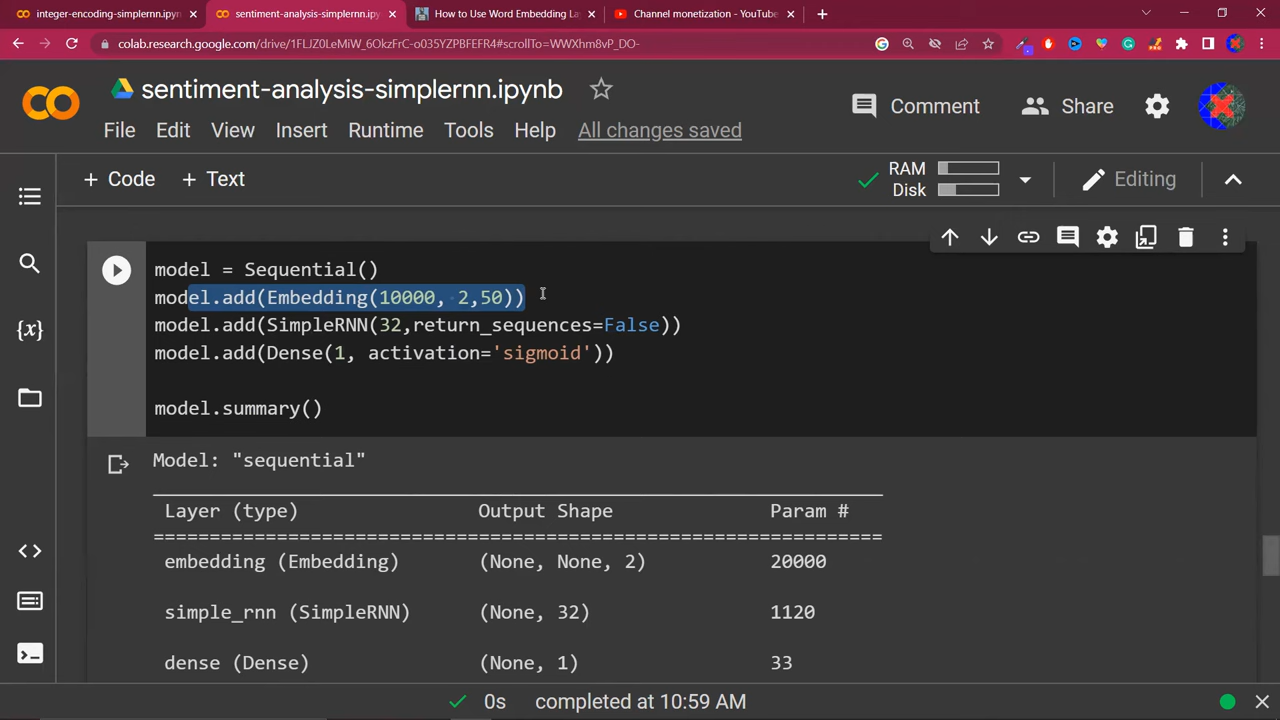 integer-encoding-simplernn.ipynb
sentiment-analysis-simplernn.ipy
How to Use Word Embedding La
Channel monetization - YouTube
colab.research.google.com/drive/1FLJZ0LeMiW_6OkzFrC-o035YZPBFEFR4#scrollTo=WWXhm8vP_DO-
sentiment-analysis-simplernn.ipynb
Comment
Share
File Edit View Insert Runtime Tools Help All changes saved
+ Code + Text
RAM
Disk
Editing
model = Sequential()
model.add(Embedding(10000, 2,50))
model.add(SimpleRNN(32,return_sequences=False))
model.add(Dense(1, activation='sigmoid'))
model.summary()
Model: "sequential"
Layer (type) Output Shape Param #
embedding (Embedding) (None, None, 2) 20000
simple_rnn (SimpleRNN) (None, 32) 1120
dense (Dense) (None, 1) 33
0s completed at 10:59 AM